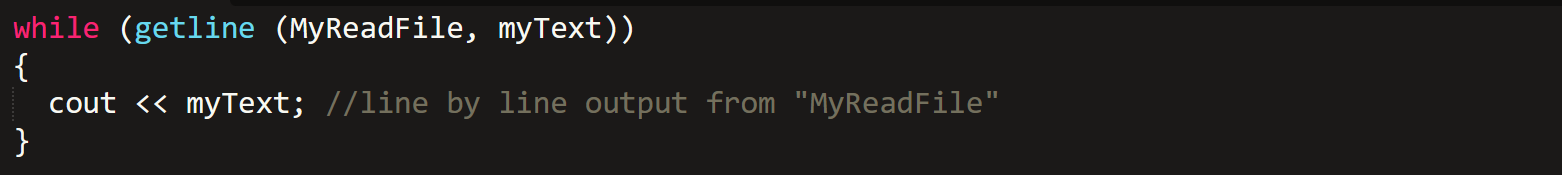 while (getline (MyReadFile, myText))
{
  cout << myText; //line by line output from "MyReadFile"
}